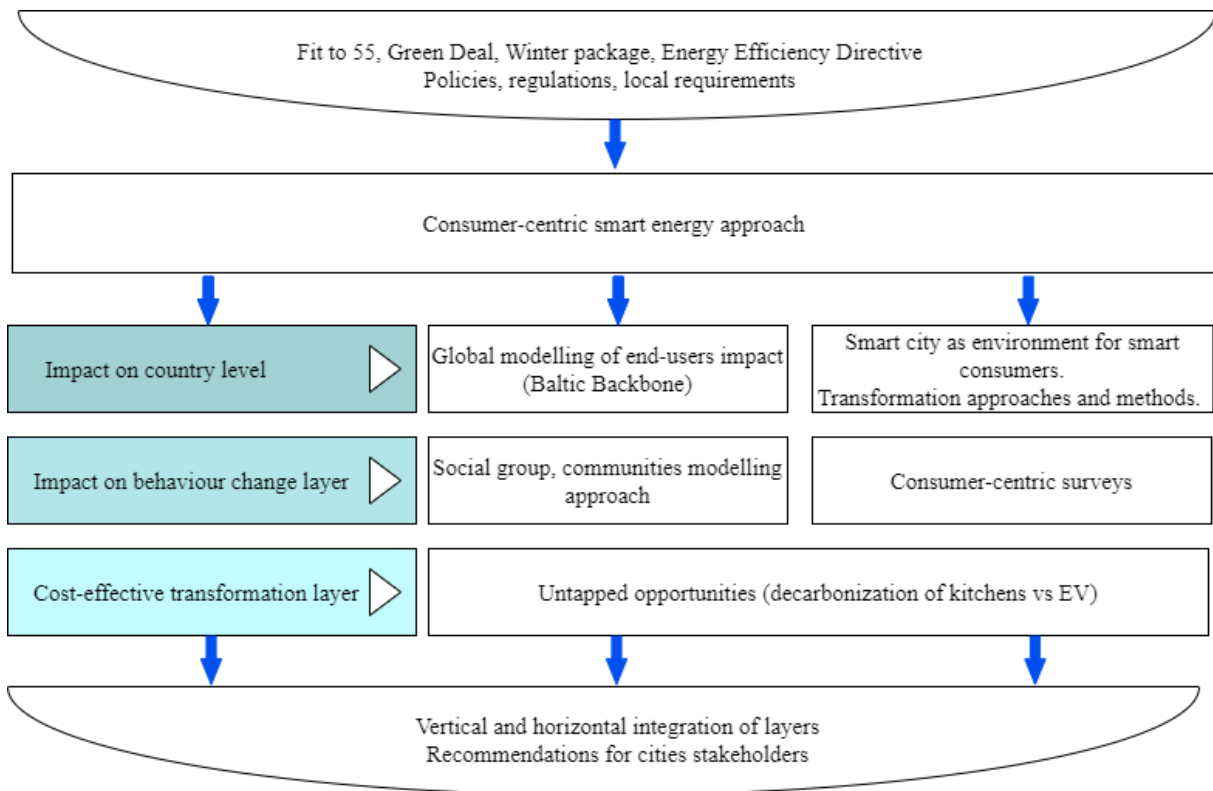 Fit to 55, Green Deal, Winter package, Energy Efficiency Directive
Policies, regulations, local requirements
Consumer-centric smart energy approach
Impact on country level
Global modelling of end-users impact
(Baltic Backbone)
Smart city as environment for smart
consumers.
Transformation approaches and methods.
Impact on behaviour change layer
Social group, communities modelling
approach
Consumer-centric surveys
Cost-effective transformation layer
Untapped opportunities (decarbonization of kitchens vs EV)
Vertical and horizontal integration of layers
Recommendations for cities stakeholders